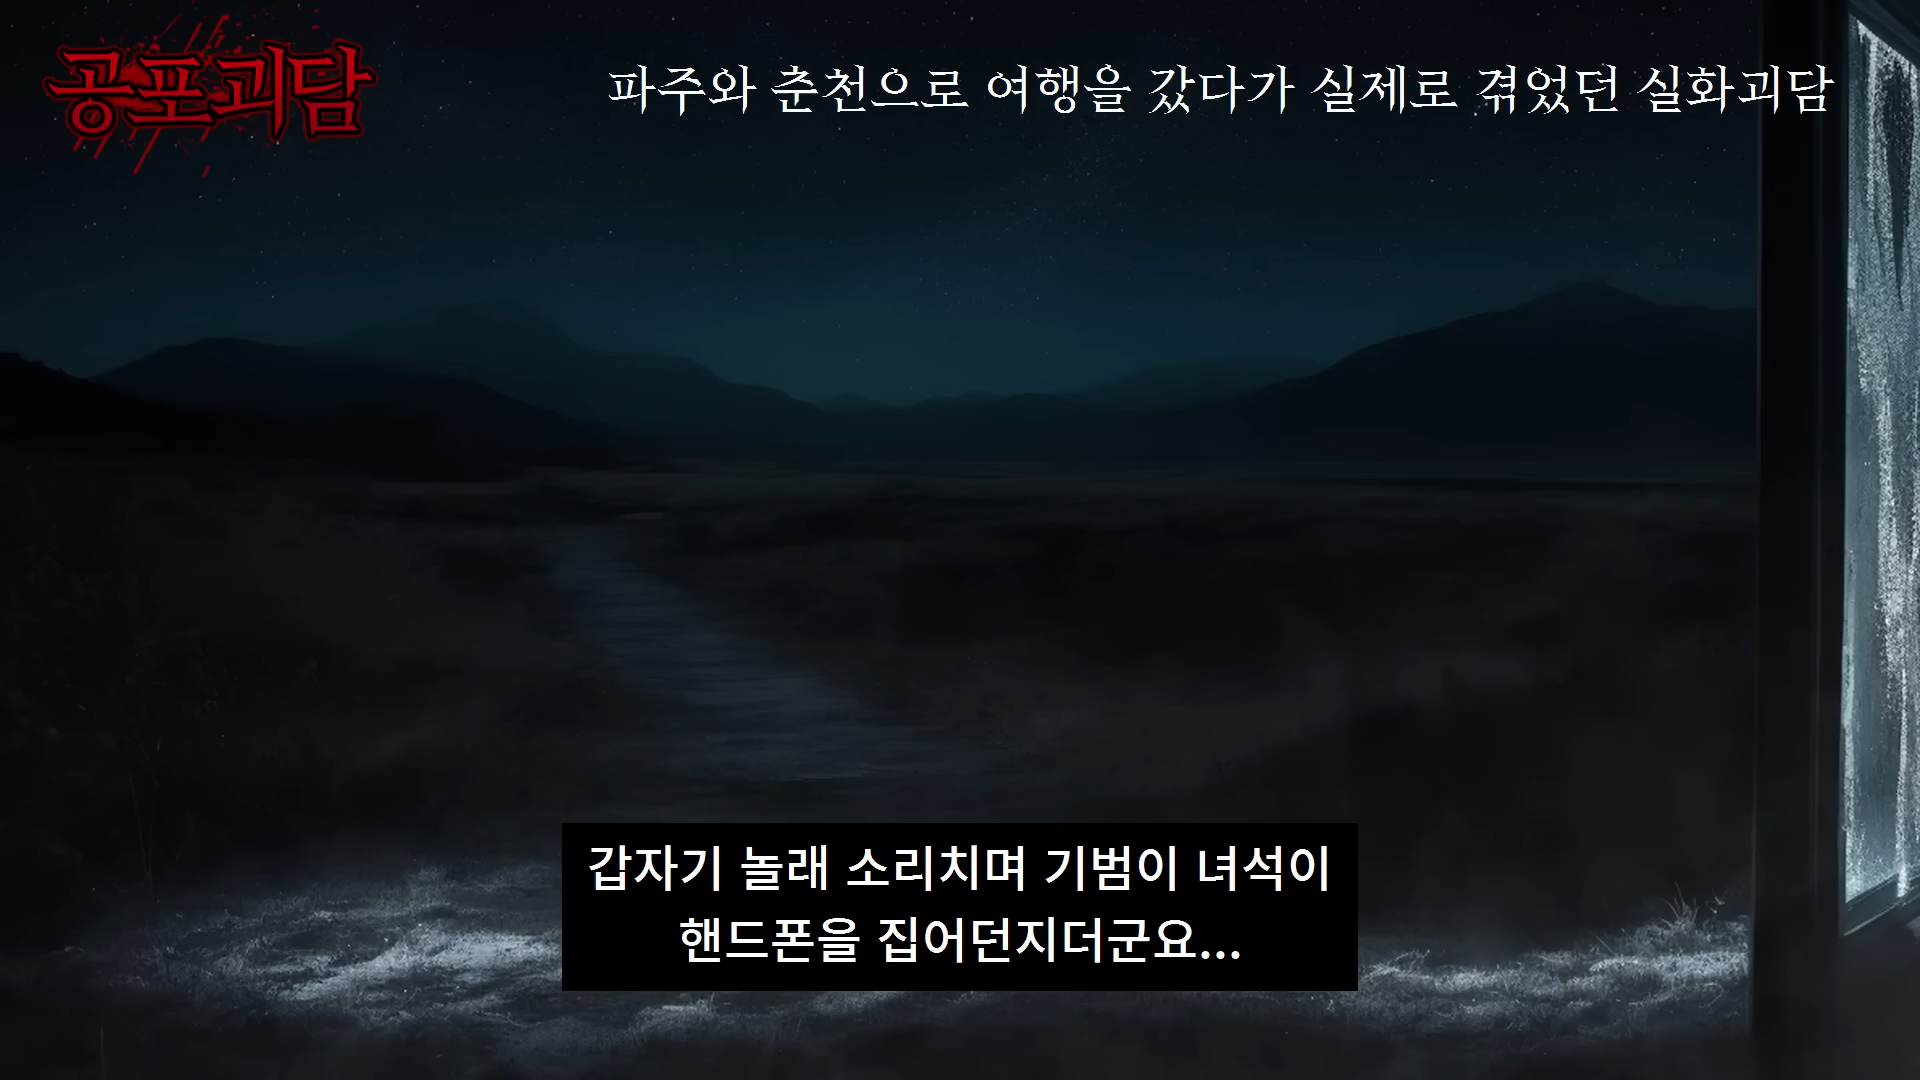 공포괴담
파주와 춘천으로 여행을 갔다가 실제로 겪었던 실화괴담
갑자기 놀래 소리치며 기범이 녀석이
핸드폰을 집어던지더군요...